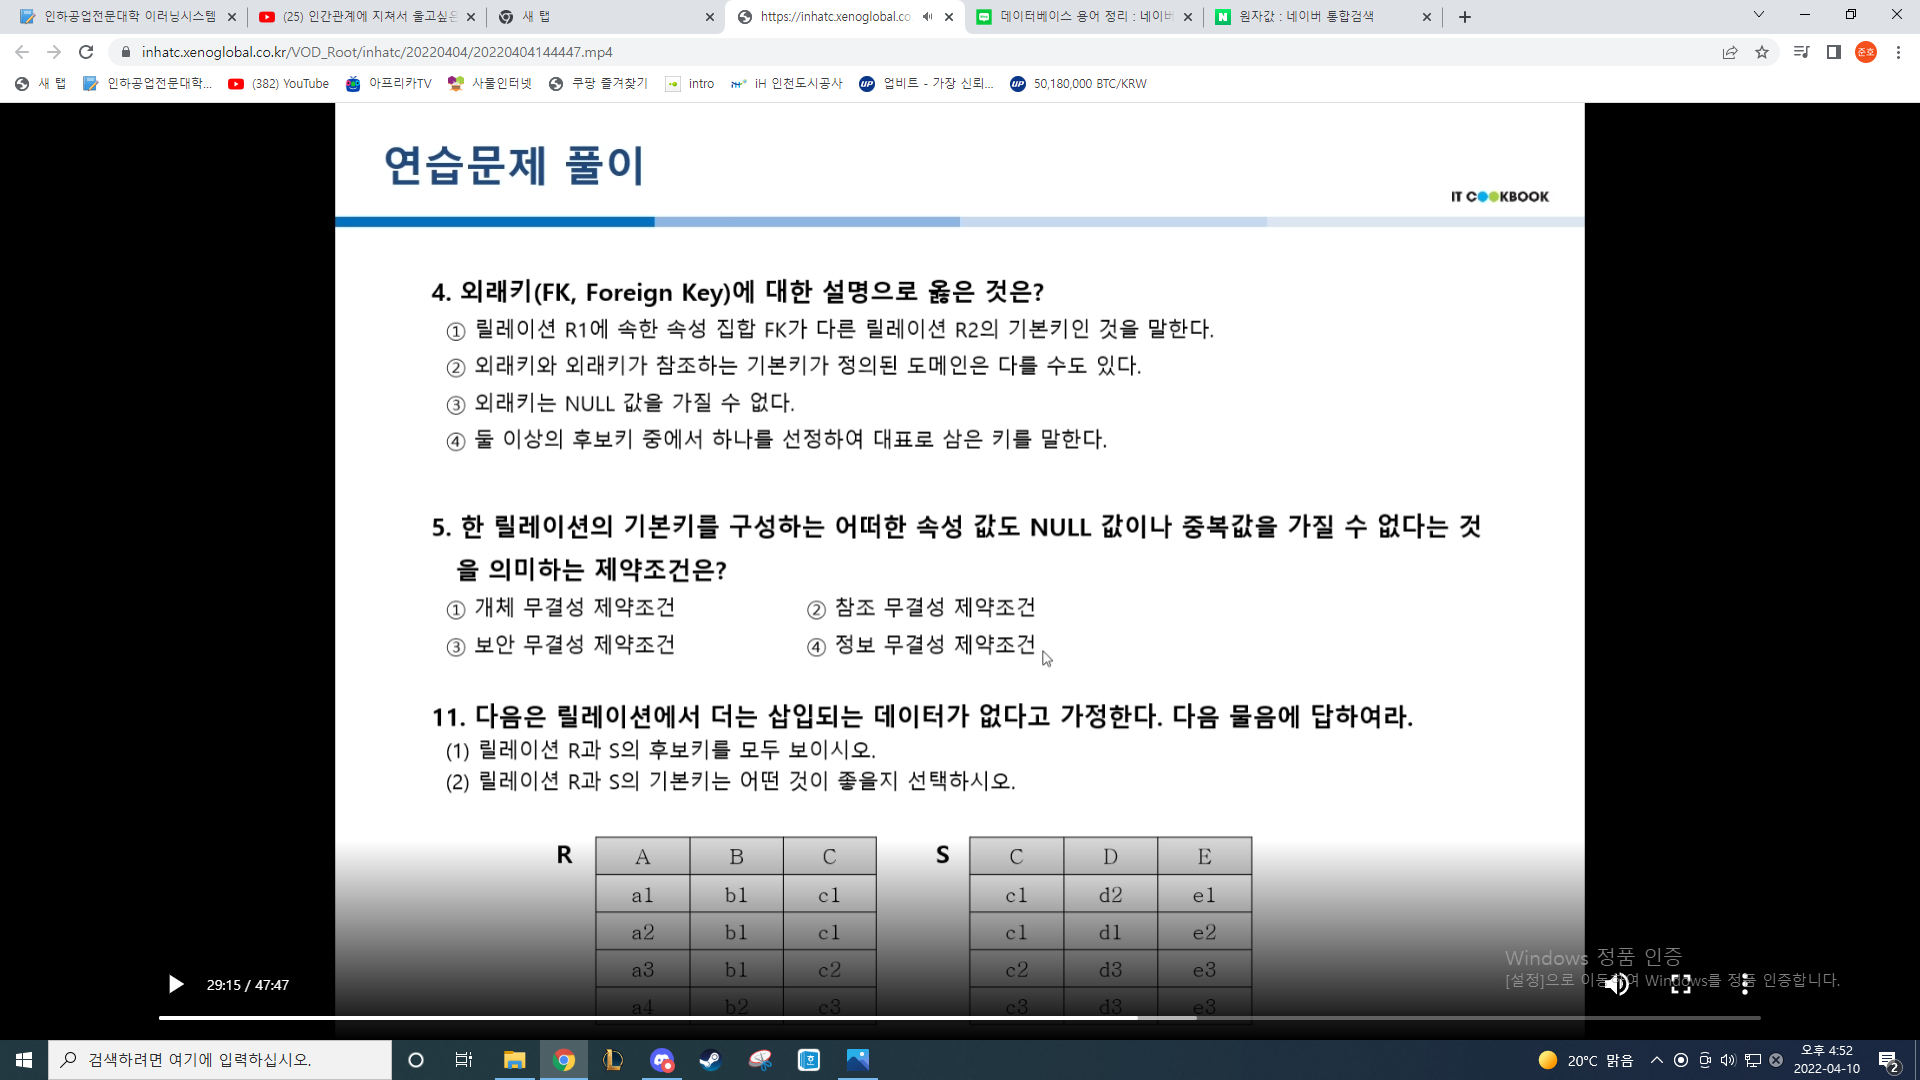 인하공업전문대학 이러닝시스템
(25) 인간관계에 지쳐서 울고싶은
새 탭
https://inhatc.xenoglobal.co
데이터베이스 용어 정리 : 네이버
원자값 : 네이버 통합검색
inhatc.xenoglobal.co.kr/VOD_Root/inhatc/20220404/20220404144447.mp4
준호
새 탭
인하공업전문대학...
(382) YouTube
아프리카TV
사물인터넷
쿠팡 즐겨찾기
intro
iH 인천도시공사
업비트 - 가장 신뢰...
50,180,000 BTC/KRW
연습문제 풀이
IT COOKBOOK
4. 외래키(FK, Foreign Key)에 대한 설명으로 옳은 것은?
① 릴레이션 R1에 속한 속성 집합 FK가 다른 릴레이션 R2의 기본키인 것을 말한다.
② 외래키와 외래키가 참조하는 기본키가 정의된 도메인은 다를 수도 있다.
③ 외래키는 NULL 값을 가질 수 없다.
④ 둘 이상의 후보키 중에서 하나를 선정하여 대표로 삼은 키를 말한다.
5. 한 릴레이션의 기본키를 구성하는 어떠한 속성 값도 NULL 값이나 중복값을 가질 수 없다는 것
을 의미하는 제약조건은?
① 개체 무결성 제약조건 ② 참조 무결성 제약조건
③ 보안 무결성 제약조건 ④ 정보 무결성 제약조건
11. 다음은 릴레이션에서 더는 삽입되는 데이터가 없다고 가정한다. 다음 물음에 답하여라.
(1) 릴레이션 R과 S의 후보키를 모두 보이시오.
(2) 릴레이션 R과 S의 기본키는 어떤 것이 좋을지 선택하시오.
R A B C S C D E
a1 b1 c1 c1 d2 e1
a2 b1 c1 c1 d1 e2
a3 b1 c2 c2 d3 e3
a4 b2 c3 c3 d3 e3
Windows 정품 인증
[설정]으로 이동하여 Windows를 정품 인증합니다.
29:15 / 47:47
검색하려면 여기에 입력하십시오.
20°C 맑음
오후 4:52
2022-04-10
2